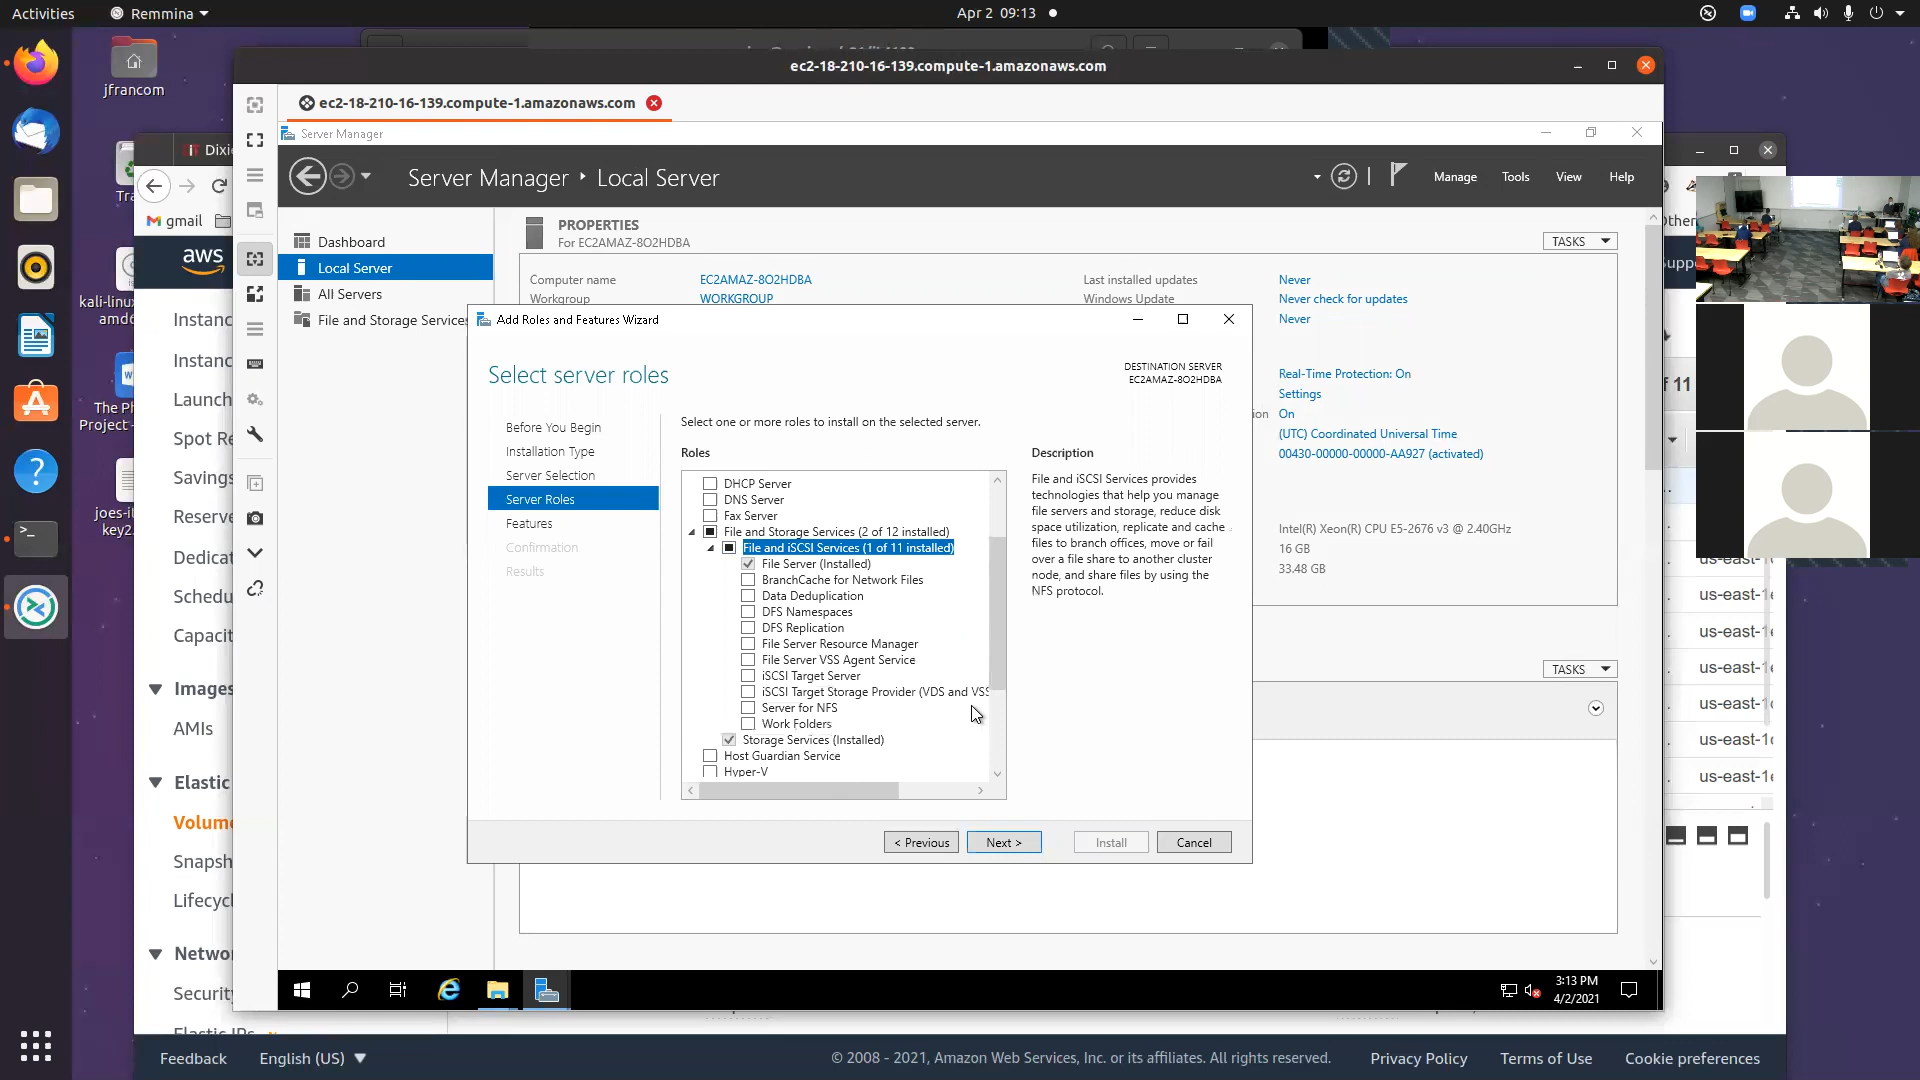 Activities
Remmina
Apr 2 09:13
jfrancom
ec2-18-210-16-139.compute-1.amazonaws.com
ec2-18-210-16-139.compute-1.amazonaws.com
Server Manager
Server Manager
Local Server
Manage
Tools
View
Help
gmail
aws
Dashboard
Local Server
All Servers
File and Storage Services
PROPERTIES
For EC2AMAZ-8O2HDBA
TASKS
Computer name
EC2AMAZ-8O2HDBA
Workgroup
WORKGROUP
Last installed updates
Never
Windows Update
Never check for updates
Never
Real-Time Protection: On
Settings
On
(UTC) Coordinated Universal Time
00430-00000-00000-AA927 (activated)
Intel(R) Xeon(R) CPU E5-2676 v3 @ 2.40GHz
16 GB
33.48 GB
TASKS
Add Roles and Features Wizard
Select server roles
DESTINATION SERVER
EC2AMAZ-8O2HDBA
Before You Begin
Installation Type
Server Selection
Server Roles
Features
Confirmation
Results
Select one or more roles to install on the selected server.
Roles
DHCP Server
DNS Server
Fax Server
File and Storage Services (2 of 12 installed)
File and iSCSI Services (1 of 11 installed)
File Server (Installed)
BranchCache for Network Files
Data Deduplication
DFS Namespaces
DFS Replication
File Server Resource Manager
File Server VSS Agent Service
iSCSI Target Server
iSCSI Target Storage Provider (VDS and VSS
Server for NFS
Work Folders
Storage Services (Installed)
Host Guardian Service
Hyper-V
Description
File and iSCSI Services provides
technologies that help you manage
file servers and storage, reduce disk
space utilization, replicate and cache
files to branch offices, move or fail
over a file share to another cluster
node, and share files by using the
NFS protocol.
< Previous
Next >
Install
Cancel
kali-linux
amd6
The Ph
Project -
joes-it
key2.
Instanc
Instanc
Launch
Spot Re
Savings
Reserve
Dedicat
Schedu
Capacit
Images
AMIs
Elastic
Volume
Snapsh
Lifecycl
Networ
Security
of 11
us-east-1
us-east-1
us-east-1
us-east-1
us-east-1
us-east-1
us-east-1
3:13 PM
4/2/2021
Feedback
English (US)
© 2008 - 2021, Amazon Web Services, Inc. or its affiliates. All rights reserved.
Privacy Policy
Terms of Use
Cookie preferences